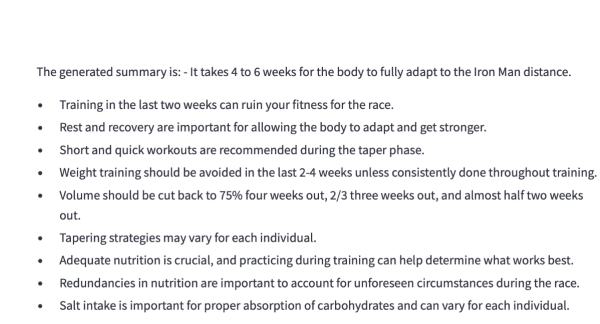 The generated summary is: - It takes 4 to 6 weeks for the body to fully adapt to the Iron Man distance.
• Training in the last two weeks can ruin your fitness for the race.
• Rest and recovery are important for allowing the body to adapt and get stronger.
• Short and quick workouts are recommended during the taper phase.
• Weight training should be avoided in the last 2-4 weeks unless consistently done throughout training.
• Volume should be cut back to 75% four weeks out, 2/3 three weeks out, and almost half two weeks
out.
• Tapering strategies may vary for each individual.
• Adequate nutrition is crucial, and practicing during training can help determine what works best.
• Redundancies in nutrition are important to account for unforeseen circumstances during the race.
• Salt intake is important for proper absorption of carbohydrates and can vary for each individual.